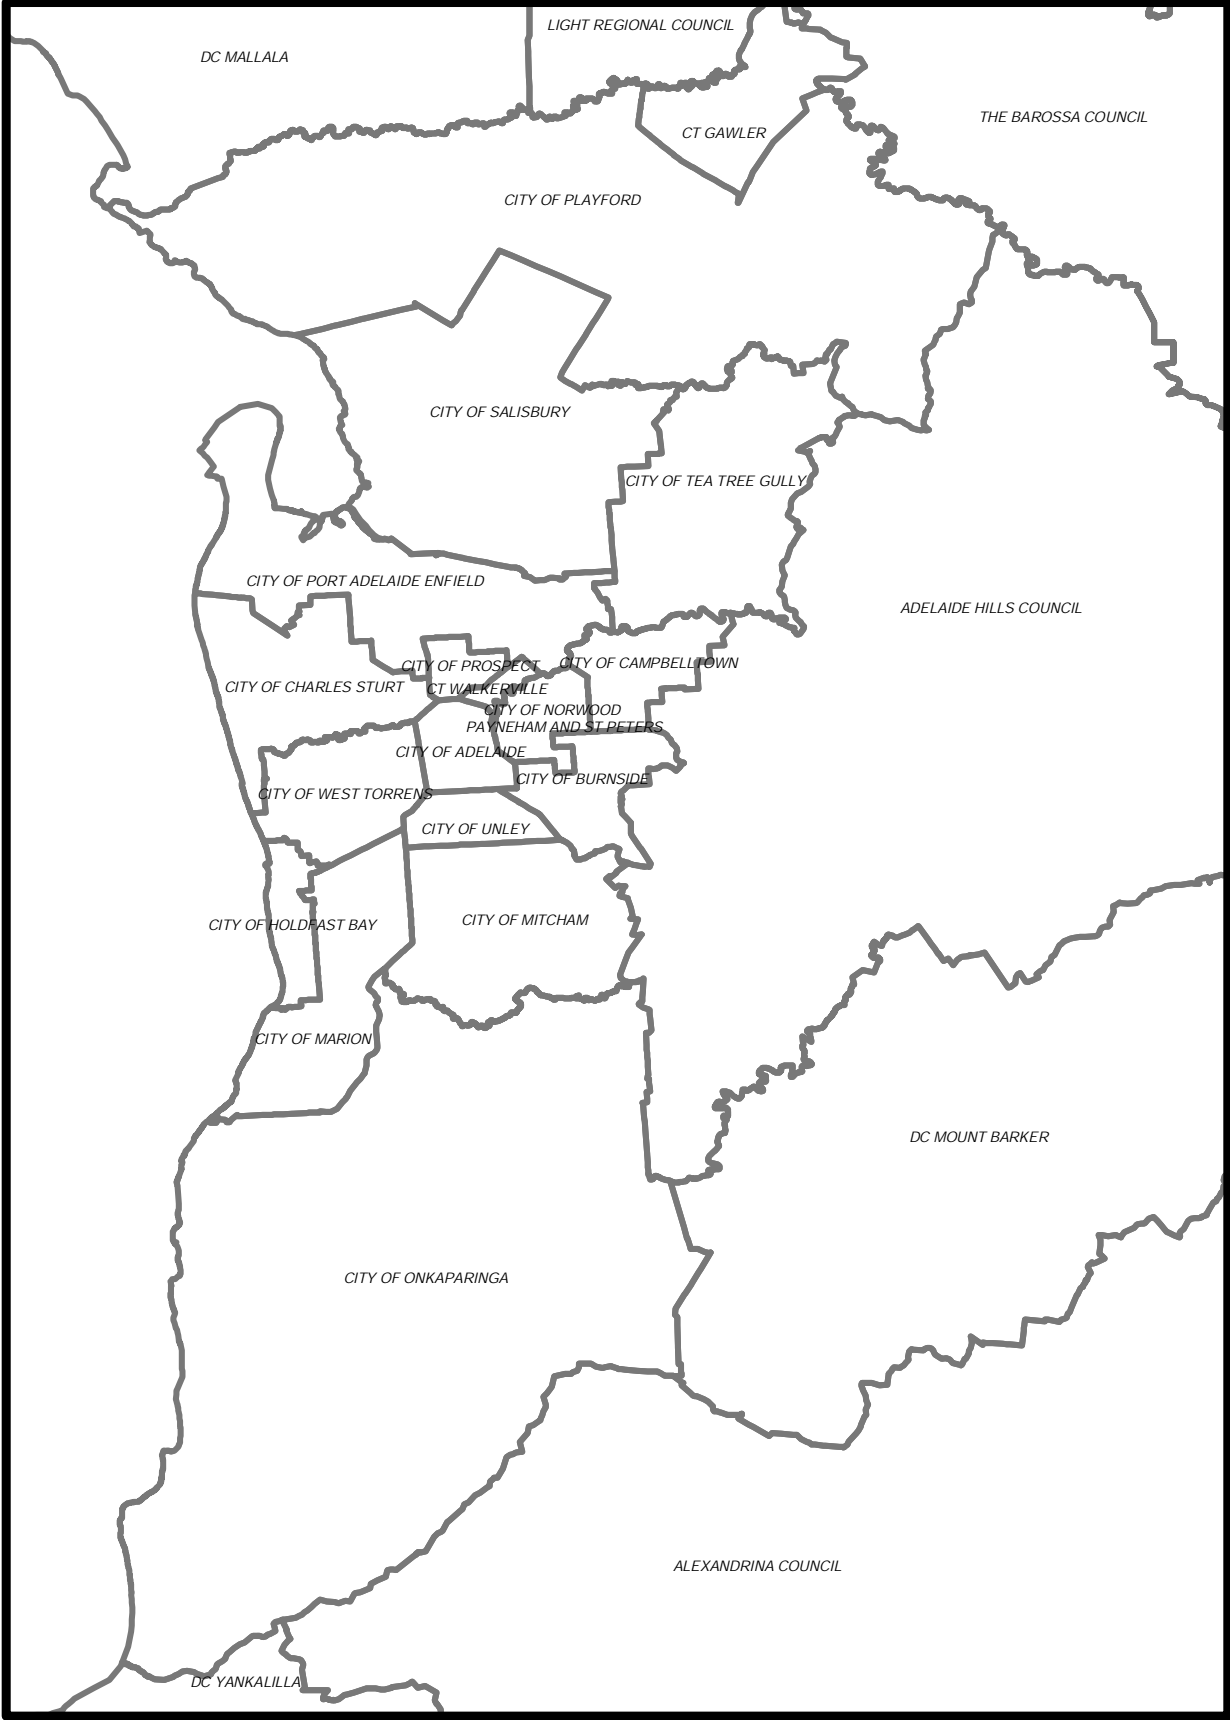 LIGHT REGIONAL COUNCIL
DC MALLALA
THE BAROSSA COUNCIL
CT GAWLER
CITY OF PLAYFORD
CITY OF SALISBURY
CITY OF TEA TREE GULLY
CITY OF PORT ADELAIDE ENFIELD
ADELAIDE HILLS COUNCIL
CITY OF PROSPECT
CITY OF CAMPBELLTOWN
CITY OF CHARLES STURT
CT WALKERVILLE
CITY OF NORWOOD
PAYNEHAM AND ST PETERS
CITY OF ADELAIDE
CITY OF BURNSIDE
CITY OF WEST TORRENS
CITY OF UNLEY
CITY OF HOLDFAST BAY
CITY OF MITCHAM
CITY OF MARION
DC MOUNT BARKER
CITY OF ONKAPARINGA
ALEXANDRINA COUNCIL
DC YANKALILLA